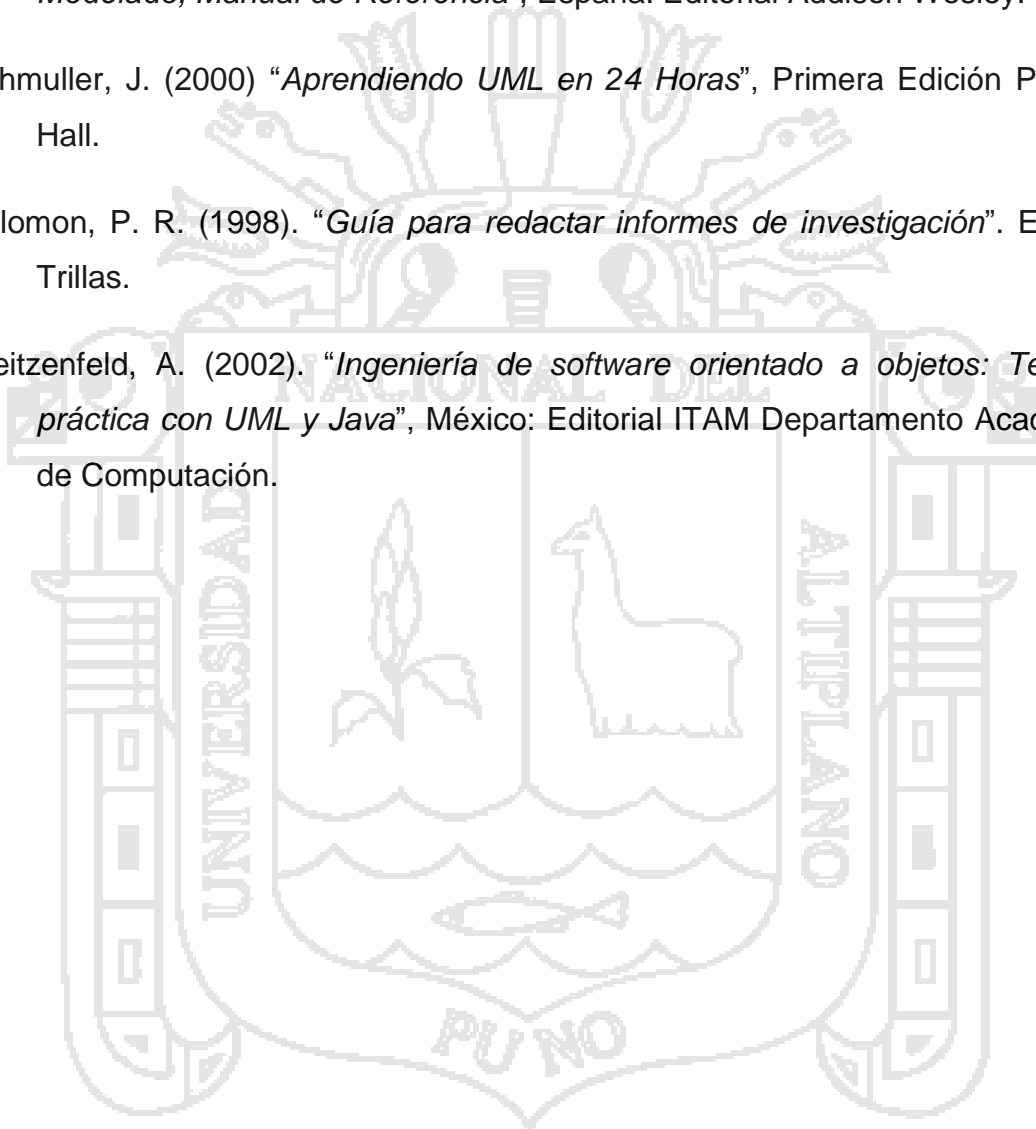 Modelado, Manual de Referencia", España: Editorial Addison Wesley.
hmuller, J. (2000) “Aprendiendo UML en 24 Horas”, Primera Edición P
Hall.
lomon, P. R. (1998). “Guía para redactar informes de investigación”. E
Trillas.
eitzenfeld, A. (2002). “Ingeniería de software orientado a objetos: Te
práctica con UML y Java”, México: Editorial ITAM Departamento Acad
de Computación.
UNIVERSIDAD
NACIONAL DEL
ALTIPLANO
PUNO